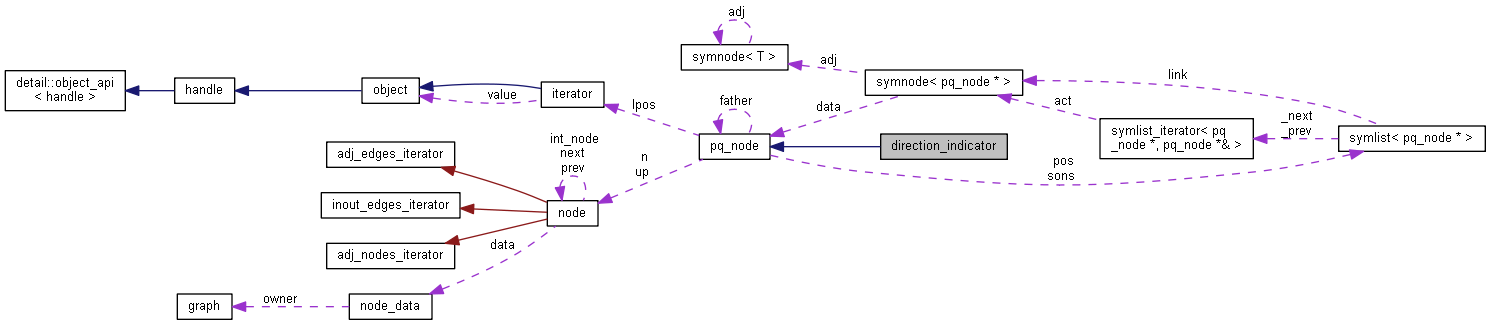 adj
symnode< T >
adj
link
detail::object_api
< handle >
handle
object
value
iterator
lpos
father
data
symnode< pq_node * >
act
symlist_iterator< pq
_node *, pq_node *& >
_next
_prev
symlist< pq_node * >
pq_node
direction_indicator
pos
sons
int_node
next
prev
n
up
adj_edges_iterator
inout_edges_iterator
node
adj_nodes_iterator
data
graph
owner
node_data